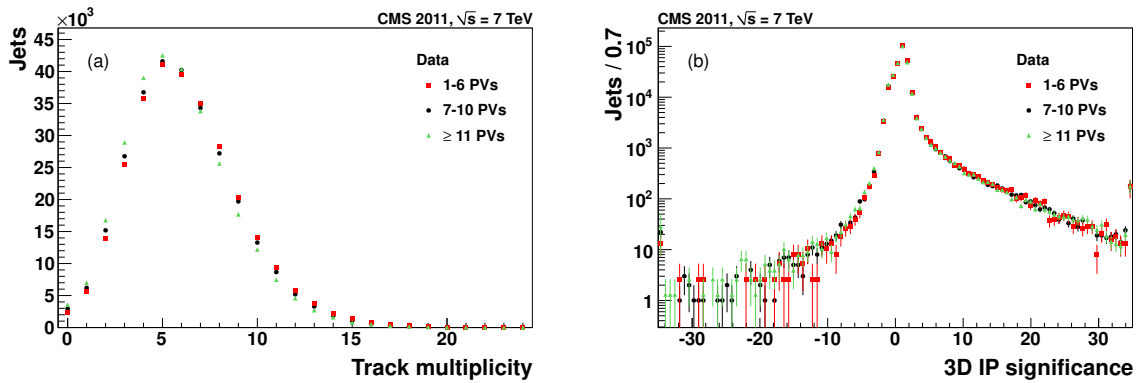 ×10³ CMS 2011, √s = 7 TeV
Jets
45
40
35
30
25
20
15
10
5
0
(a)
Data
1-6 PVs
7-10 PVs
≥ 11 PVs
0 5 10 15 20
Track multiplicity
CMS 2011, √s = 7 TeV
Jets / 0.7
10⁵
10⁴
10³
10²
10
1
(b)
Data
1-6 PVs
7-10 PVs
≥ 11 PVs
-30 -20 -10 0 10 20 30
3D IP significance